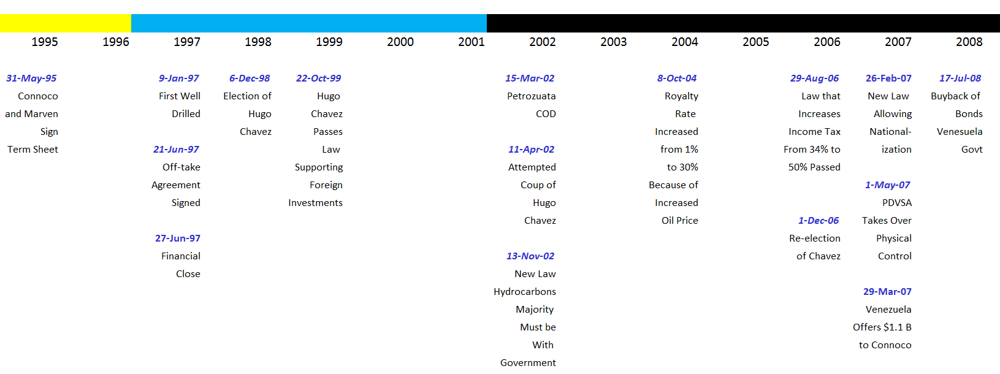 1995 1996 1997 1998 1999 2000 2001 2002 2003 2004 2005 2006 2007 2008
31-May-95
Connoco
and Marven
Sign
Term Sheet
9-Jan-97
First Well
Drilled
21-Jun-97
Off-take
Agreement
Signed
27-Jun-97
Financial
Close
6-Dec-98
Election of
Hugo
Chavez
22-Oct-99
Hugo
Chavez
Passes
Law
Supporting
Foreign
Investments
15-Mar-02
Petrozuata
COD
11-Apr-02
Attempted
Coup of
Hugo
Chavez
13-Nov-02
New Law
Hydrocarbons
Majority
Must be
With
Government
8-Oct-04
Royalty
Rate
Increased
from 1%
to 30%
Because of
Increased
Oil Price
29-Aug-06
Law that
Increases
Income Tax
From 34% to
50% Passed
1-Dec-06
Re-election
of Chavez
26-Feb-07
New Law
Allowing
National-
ization
1-May-07
PDVSA
Takes Over
Physical
Control
29-Mar-07
Venezuela
Offers $1.1 B
to Connoco
17-Jul-08
Buyback of
Bonds
Venesuela
Govt